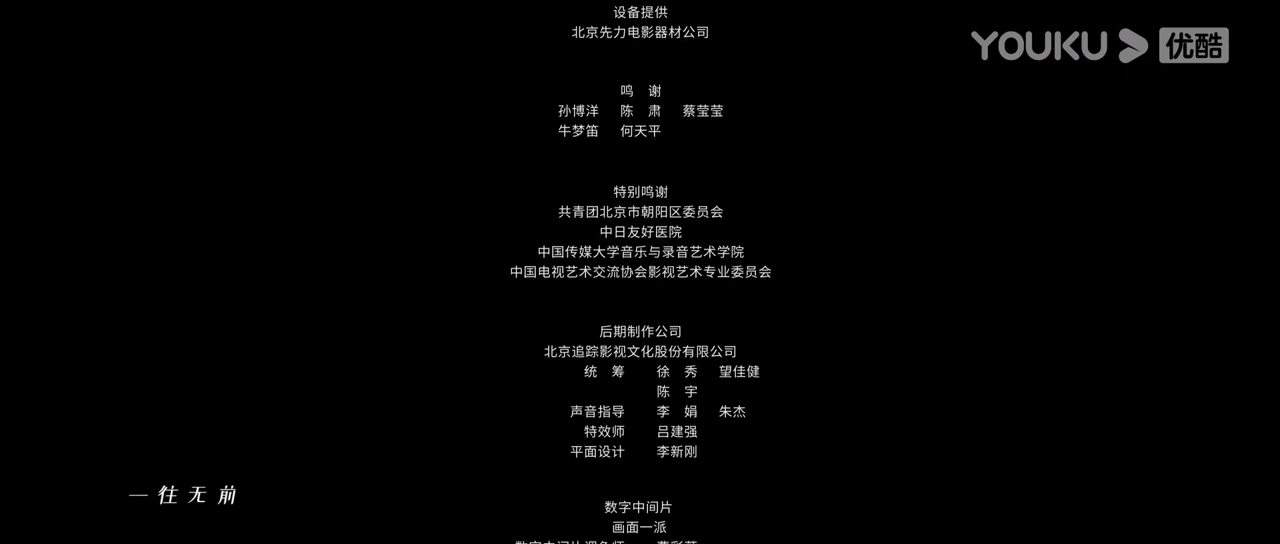 设备提供
北京先力电影器材公司
YOUKU 优酷
鸣 谢
孙博洋 陈 肃 蔡莹莹
牛梦笛 何天平
特别鸣谢
共青团北京市朝阳区委员会
中日友好医院
中国传媒大学音乐与录音艺术学院
中国电视艺术交流协会影视艺术专业委员会
后期制作公司
北京追踪影视文化股份有限公司
统 筹 徐 秀 望佳健
陈 宇
声音指导 李 娟 朱杰
特效师 吕建强
平面设计 李新刚
一往无前
数字中间片
画面一派
数字中间片调色师